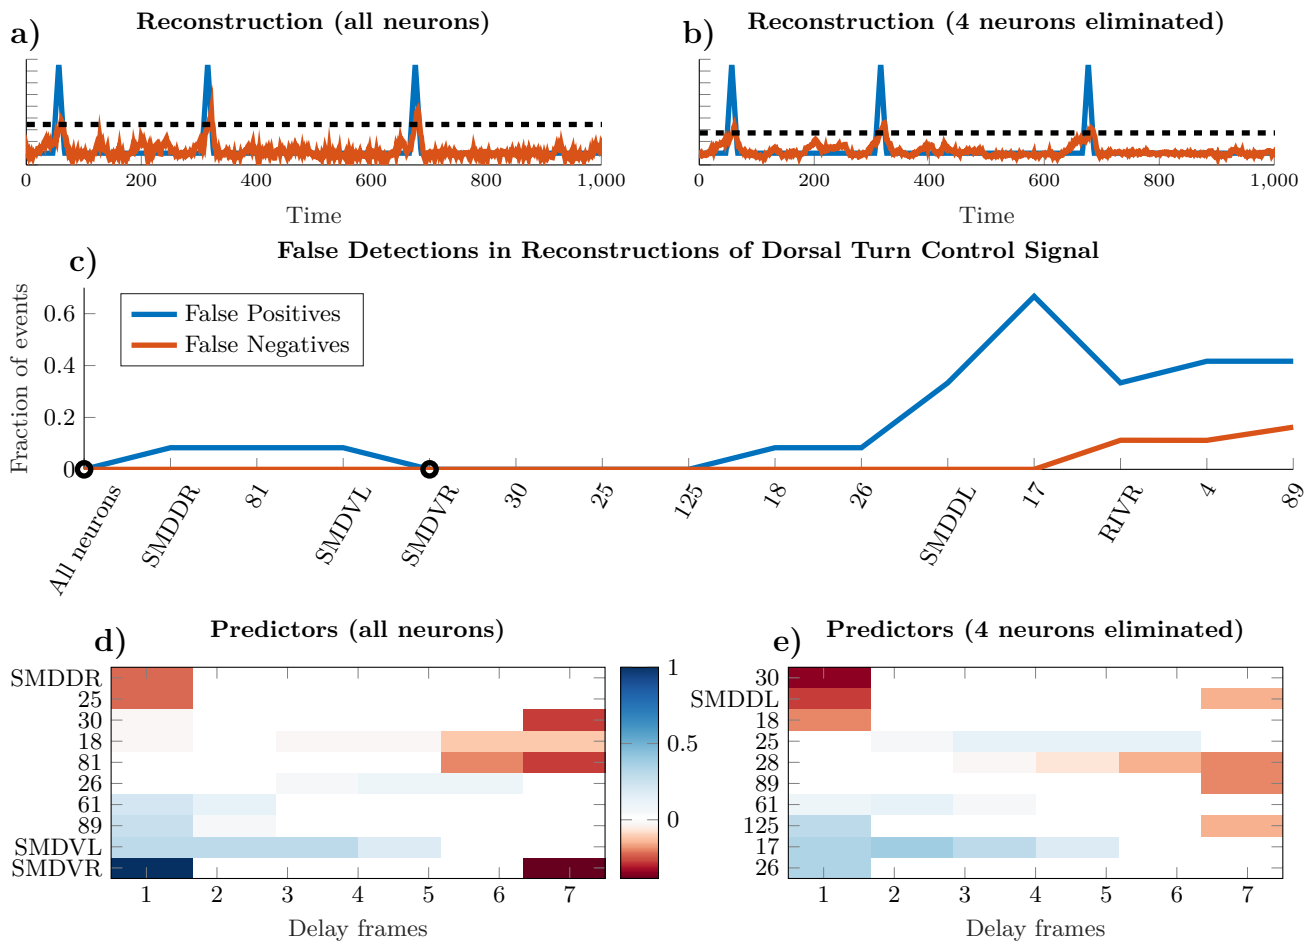 a) Reconstruction (all neurons)
b) Reconstruction (4 neurons eliminated)
0 200 400 600 800 1,000
Time
0 200 400 600 800 1,000
Time
c) False Detections in Reconstructions of Dorsal Turn Control Signal
Fraction of events
0.6
0.4
0.2
0
False Positives
False Negatives
All neurons SMDDR 81 SMDVL SMDVR 30 25 125 18 26 SMDDL 17 RIVR 4 89
d) Predictors (all neurons)
SMDDR
25
30
18
81
26
61
89
SMDVL
SMDVR
1 2 3 4 5 6 7
Delay frames
1
0.5
0
e) Predictors (4 neurons eliminated)
30
SMDDL
18
25
28
89
61
125
17
26
1 2 3 4 5 6 7
Delay frames